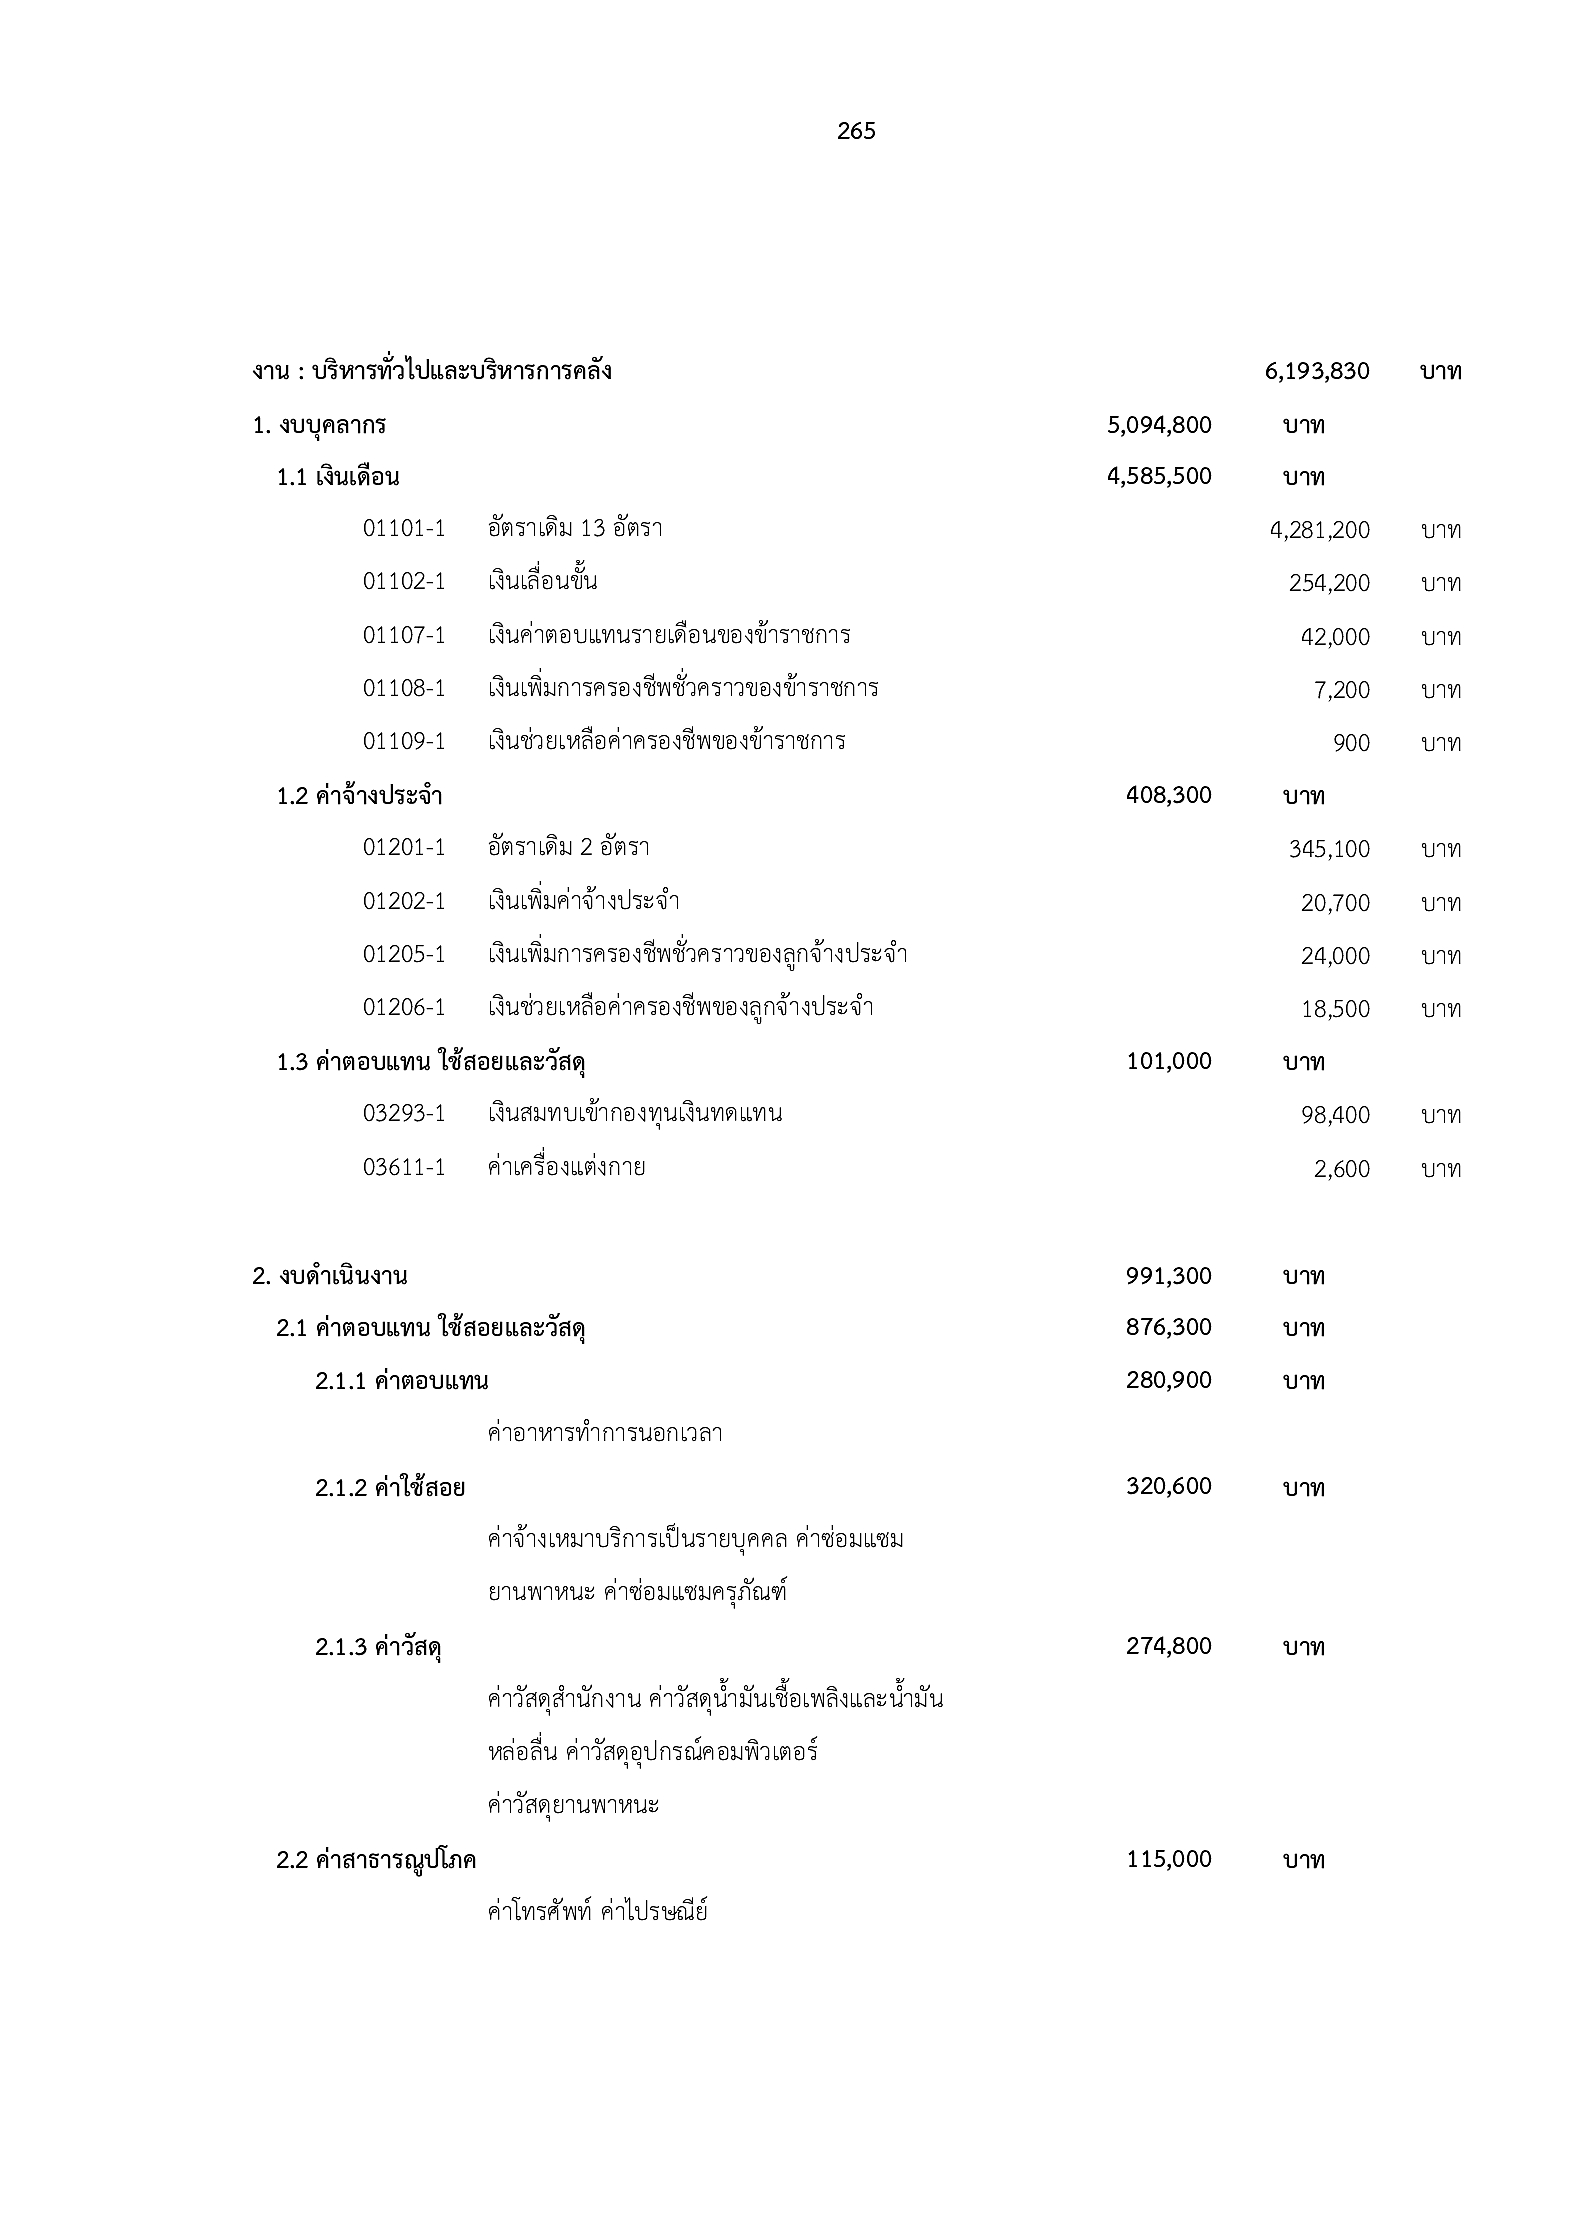 265
งาน : บริหารทั่วไปและบริหารการคลัง 6,193,830 บาท
1. งบบุคลากร 5,094,800 บาท
1.1 เงินเดือน 4,585,500 บาท
01101-1 อัตราเดิม 13 อัตรา 4,281,200 บาท
01102-1 เงินเลื่อนขั้น 254,200 บาท
01107-1 เงินค่าตอบแทนรายเดือนของข้าราชการ 42,000 บาท
01108-1 เงินเพิ่มการครองชีพชั่วคราวของข้าราชการ 7,200 บาท
01109-1 เงินช่วยเหลือค่าครองชีพของข้าราชการ 900 บาท
1.2 ค่าจ้างประจำ 408,300 บาท
01201-1 อัตราเดิม 2 อัตรา 345,100 บาท
01202-1 เงินเพิ่มค่าจ้างประจำ 20,700 บาท
01205-1 เงินเพิ่มการครองชีพชั่วคราวของลูกจ้างประจำ 24,000 บาท
01206-1 เงินช่วยเหลือค่าครองชีพของลูกจ้างประจำ 18,500 บาท
1.3 ค่าตอบแทน ใช้สอยและวัสดุ 101,000 บาท
03293-1 เงินสมทบเข้ากองทุนเงินทดแทน 98,400 บาท
03611-1 ค่าเครื่องแต่งกาย 2,600 บาท
2. งบดำเนินงาน 991,300 บาท
2.1 ค่าตอบแทน ใช้สอยและวัสดุ 876,300 บาท
2.1.1 ค่าตอบแทน 280,900 บาท
ค่าอาหารทำการนอกเวลา
2.1.2 ค่าใช้สอย 320,600 บาท
ค่าจ้างเหมาบริการเป็นรายบุคคล ค่าซ่อมแซม
ยานพาหนะ ค่าซ่อมแซมครุภัณฑ์
2.1.3 ค่าวัสดุ 274,800 บาท
ค่าวัสดุสำนักงาน ค่าวัสดุน้ำมันเชื้อเพลิงและน้ำมัน
หล่อลื่น ค่าวัสดุอุปกรณ์คอมพิวเตอร์
ค่าวัสดุยานพาหนะ
2.2 ค่าสาธารณูปโภค 115,000 บาท
ค่าโทรศัพท์ ค่าไปรษณีย์